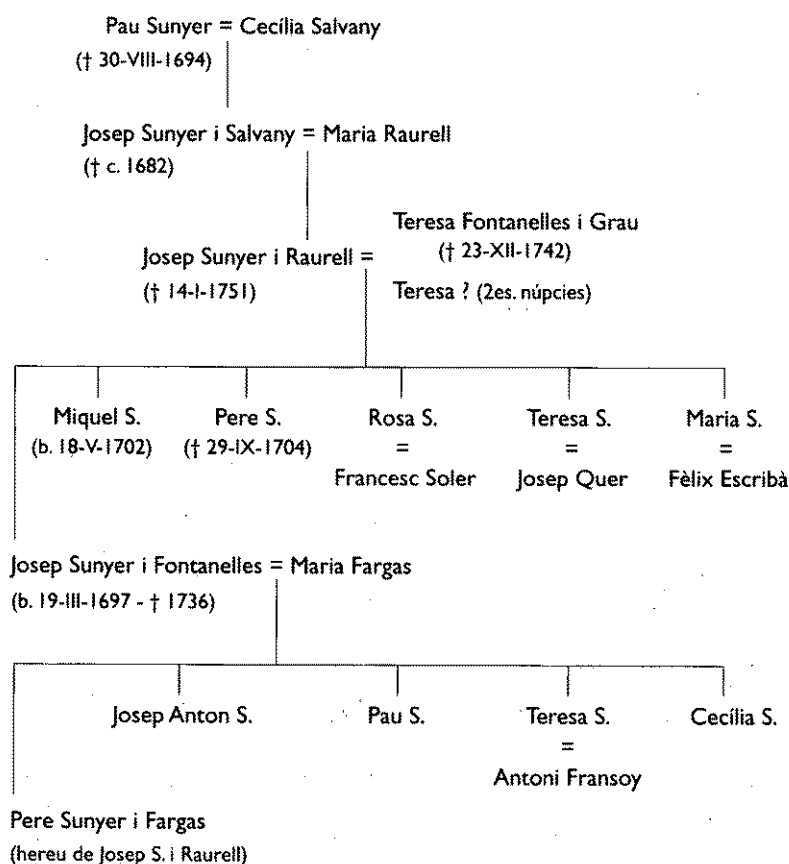 Pau Sunyer = Cecília Salvany
(† 30-VIII-1694)
Josep Sunyer i Salvany = Maria Raurell
(† c. 1682)
Teresa Fontanelles i Grau
(† 23-XII-1742)
Josep Sunyer i Raurell =
(† 14-I-1751)
Teresa ? (2es. núpcies)
Miquel S. Pere S. Rosa S. Teresa S. Maria S.
(b. 18-V-1702) († 29-IX-1704) = = =
Francesc Soler Josep Quer Fèlix Escribà
Josep Sunyer i Fontanelles = Maria Fargas
(b. 19-III-1697 - † 1736)
Josep Anton S. Pau S. Teresa S. Cecília S.
=
Antoni Fransoy
Pere Sunyer i Fargas
(hereu de Josep S. i Raurell)